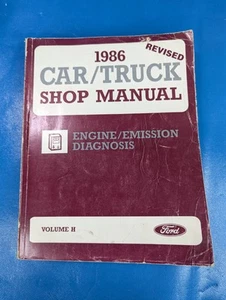 1986
REVISED
CAR/TRUCK
SHOP MANUAL
ENGINE/EMISSION
DIAGNOSIS
VOLUME H
Ford